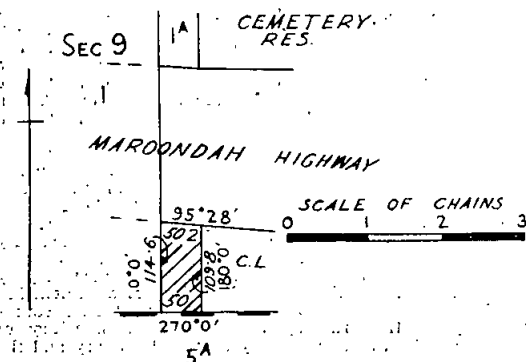 SEC 9
1ᴬ
CEMETERY
RES.
1
MAROONDAH HIGHWAY
SCALE OF CHAINS
0 1 2 3
95°28'
50.2
0°0'
114.6
109.8
180°0'
C.L
50
270°0'
5ᴬ